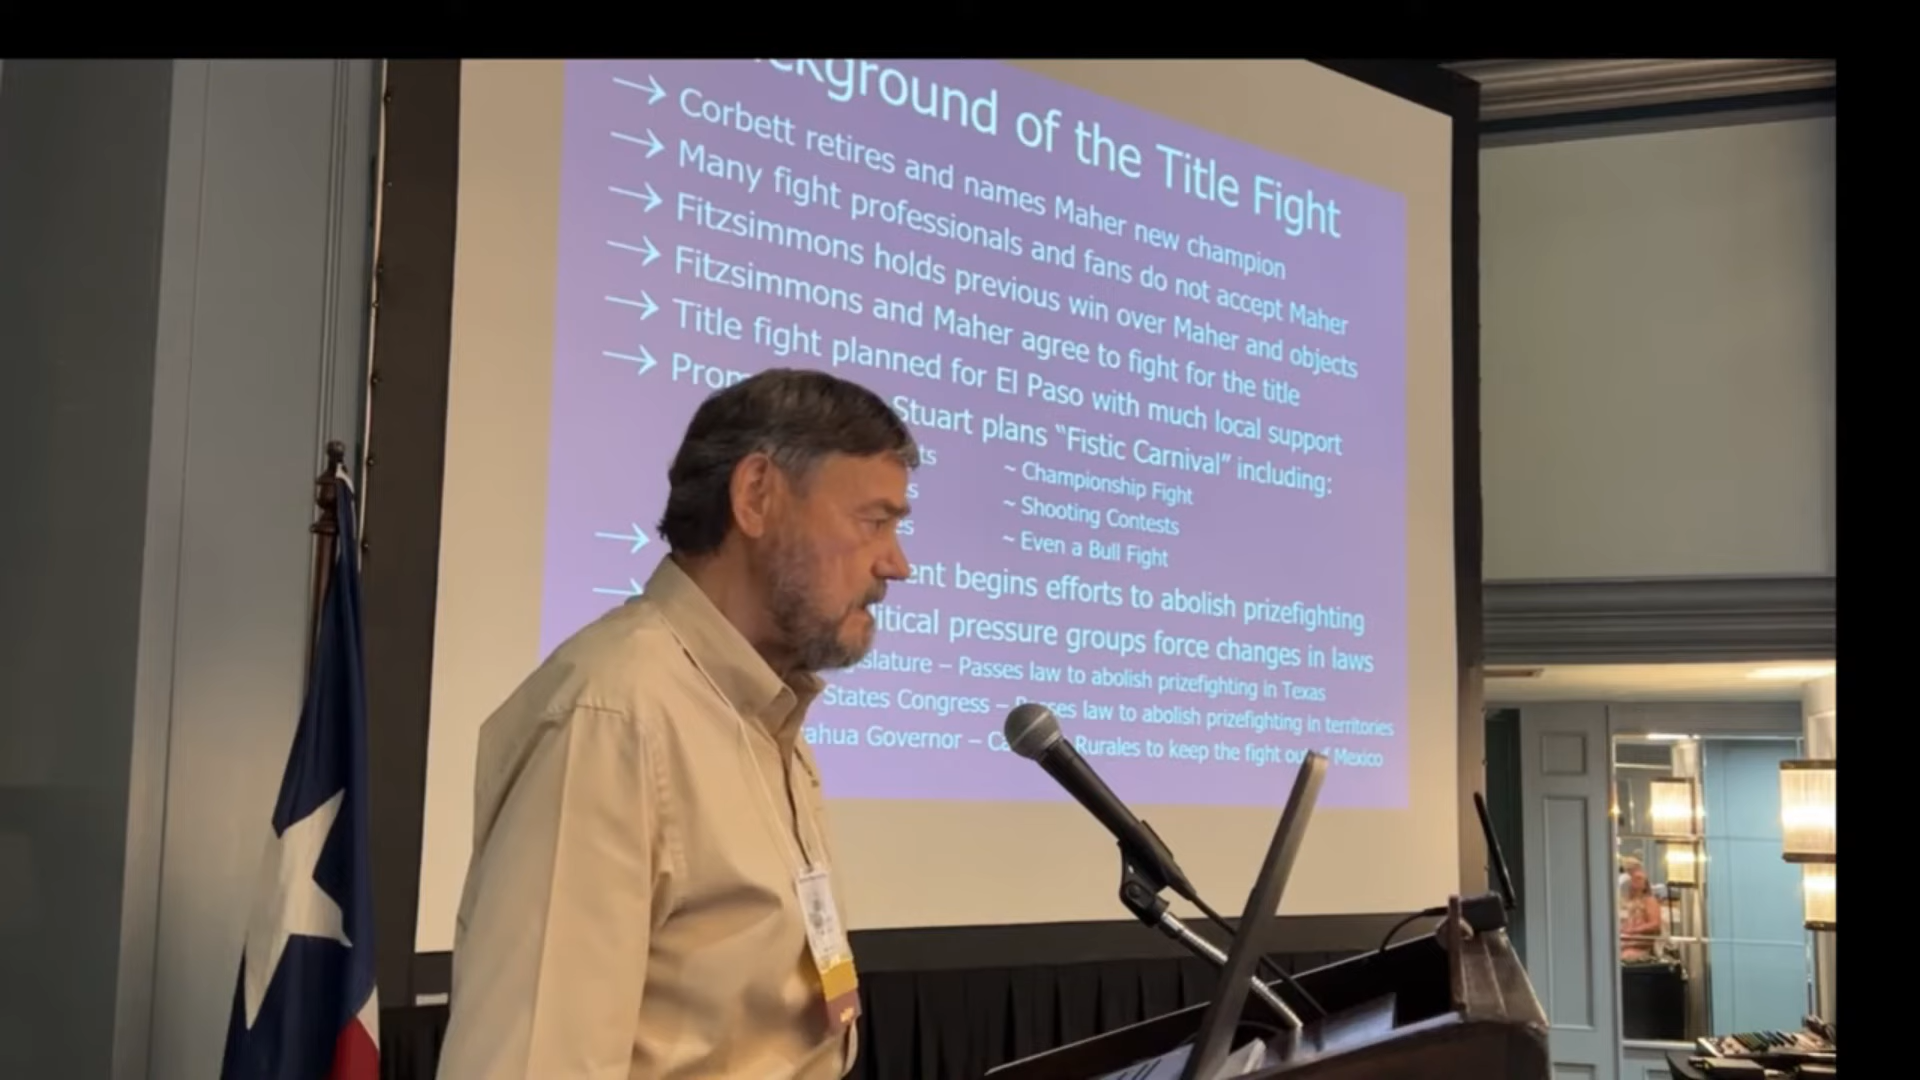 ckground of the Title Fight
→ Corbett retires and names Maher new champion
→ Many fight professionals and fans do not accept Maher
→ Fitzsimmons holds previous win over Maher and objects
→ Fitzsimmons and Maher agree to fight for the title
→ Title fight planned for El Paso with much local support
→ Prom Stuart plans “Fistic Carnival” including:
ts ~ Championship Fight
s ~ Shooting Contests
es ~ Even a Bull Fight
→ ent begins efforts to abolish prizefighting
→ litical pressure groups force changes in laws
islature – Passes law to abolish prizefighting in Texas
States Congress – Passes law to abolish prizefighting in territories
ahua Governor – Ca Rurales to keep the fight out of Mexico